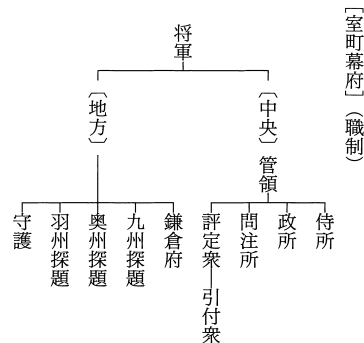 ［室町幕府］（職制）
将軍
〔中央〕管領
侍所
政所
問注所
評定衆
引付衆
〔地方〕
鎌倉府
九州探題
奥州探題
羽州探題
守護